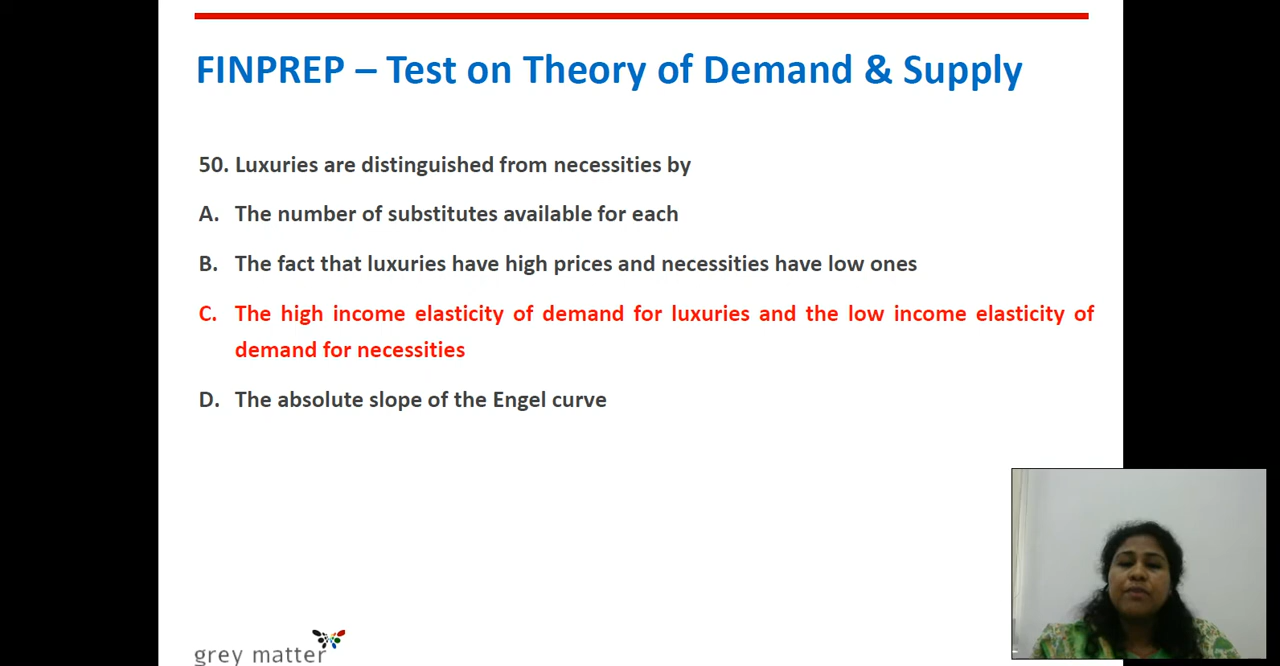 FINPREP – Test on Theory of Demand & Supply
50. Luxuries are distinguished from necessities by
A. The number of substitutes available for each
B. The fact that luxuries have high prices and necessities have low ones
C. The high income elasticity of demand for luxuries and the low income elasticity of
demand for necessities
D. The absolute slope of the Engel curve
grey matter